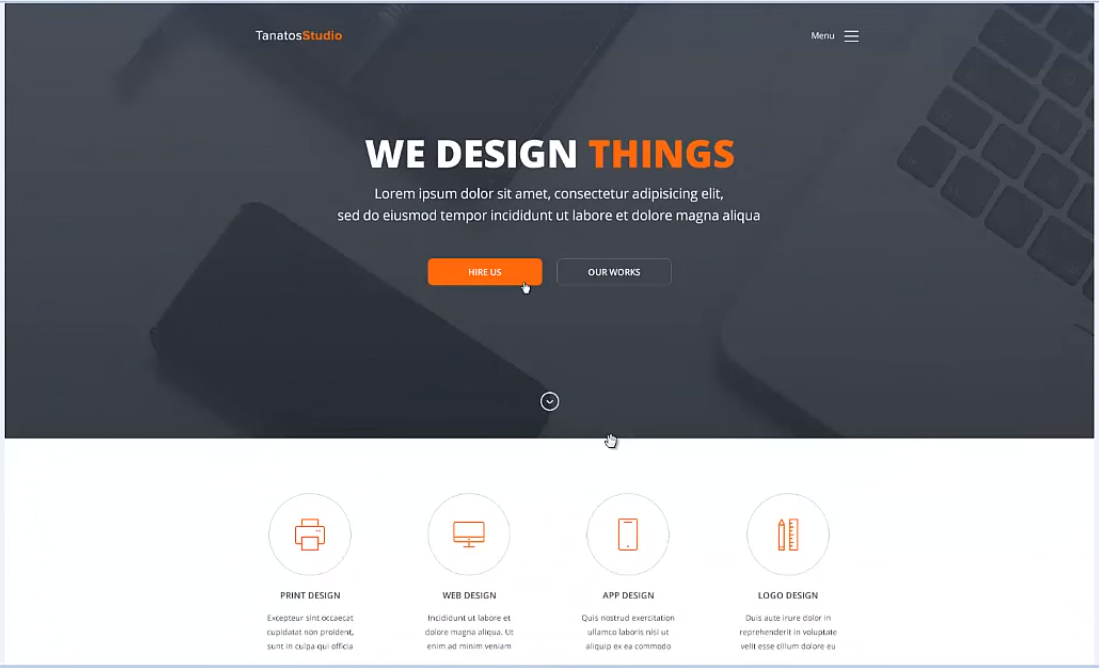 TanatosStudio
Menu
WE DESIGN THINGS
Lorem ipsum dolor sit amet, consectetur adipisicing elit,
sed do eiusmod tempor incididunt ut labore et dolore magna aliqua
HIRE US
OUR WORKS
PRINT DESIGN
Excepteur sint occaecat
cupidatat non proident,
sunt in culpa qui officia
WEB DESIGN
Incididunt ut labore et
dolore magna aliqua. Ut
enim ad minim veniam
APP DESIGN
Quis nostrud exercitation
ullamco laboris nisi ut
aliquip ex ea commodo
LOGO DESIGN
Duis aute irure dolor in
reprehenderit in voluptate
velit esse cillum dolore eu